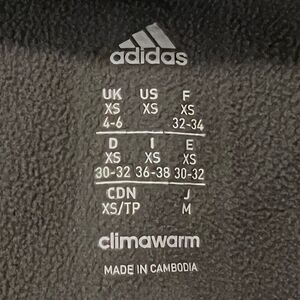 adidas
UK US F
XS XS XS
4-6 32-34
D I E
XS XS XS
30-32 36-38 30-32
CDN J
XS/TP M
climawarm
MADE IN CAMBODIA